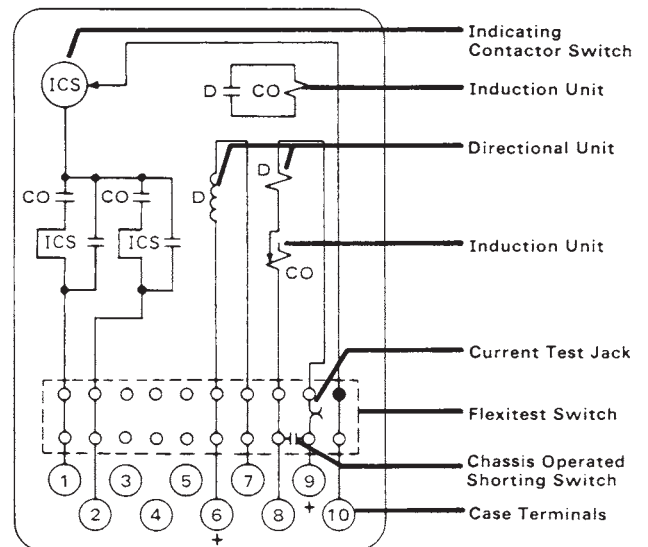 Indicating
Contactor Switch
ICS
D CO
Induction Unit
Directional Unit
D
D
CO CO
ICS ICS
Induction Unit
CO
Current Test Jack
Flexitest Switch
Chassis Operated
Shorting Switch
1 3 5 7 9
2 4 6 8 10
+
+
Case Terminals